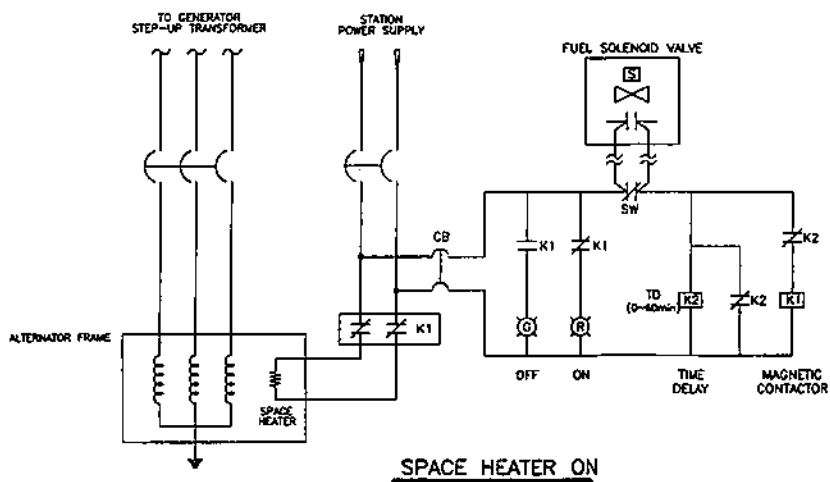 TO GENERATOR
STEP-UP TRANSFORMER
STATION
POWER SUPPLY
FUEL SOLENOID VALVE
S
SW
CB
K1
K1
K2
TD
(0~60min)
K2
K2
K1
K1
ALTERNATOR FRAME
G
R
SPACE
HEATER
OFF
ON
TIME
DELAY
MAGNETIC
CONTACTOR
SPACE HEATER ON